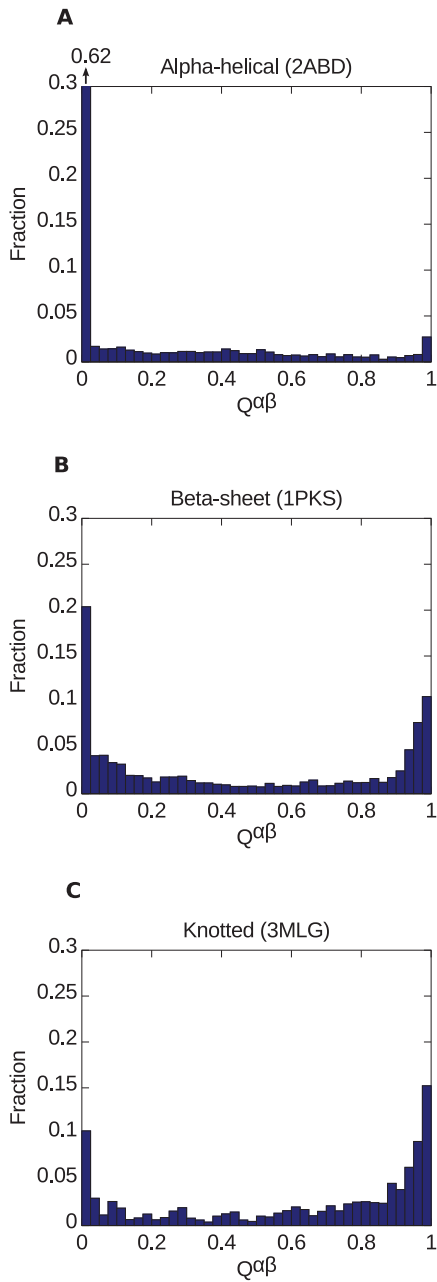 A
0.62
Alpha-helical (2ABD)
0.3
0.25
0.2
0.15
0.1
0.05
0
Fraction
0 0.2 0.4 0.6 0.8 1
Qαβ
B
Beta-sheet (1PKS)
0.3
0.25
0.2
0.15
0.1
0.05
0
Fraction
0 0.2 0.4 0.6 0.8 1
Qαβ
C
Knotted (3MLG)
0.3
0.25
0.2
0.15
0.1
0.05
0
Fraction
0 0.2 0.4 0.6 0.8 1
Qαβ